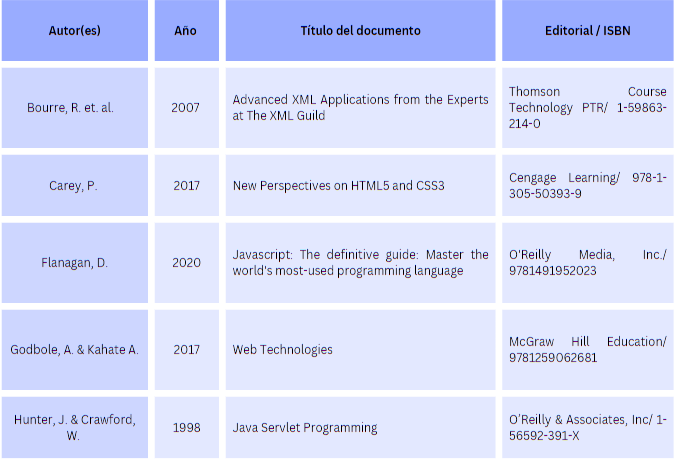 Autor(es)
Año
Título del documento
Editorial / ISBN
Bourre, R. et. al.
2007
Advanced XML Applications from the Experts
at The XML Guild
Thomson Course
Technology PTR/ 1-59863-
214-0
Carey, P.
2017
New Perspectives on HTML5 and CSS3
Cengage Learning/ 978-1-
305-50393-9
Flanagan, D.
2020
Javascript: The definitive guide: Master the
world's most-used programming language
O'Reilly Media, Inc./
9781491952023
Godbole, A. & Kahate A.
2017
Web Technologies
McGraw Hill Education/
9781259062681
Hunter, J. & Crawford,
W.
1998
Java Servlet Programming
O'Reilly & Associates, Inc/ 1-
56592-391-X